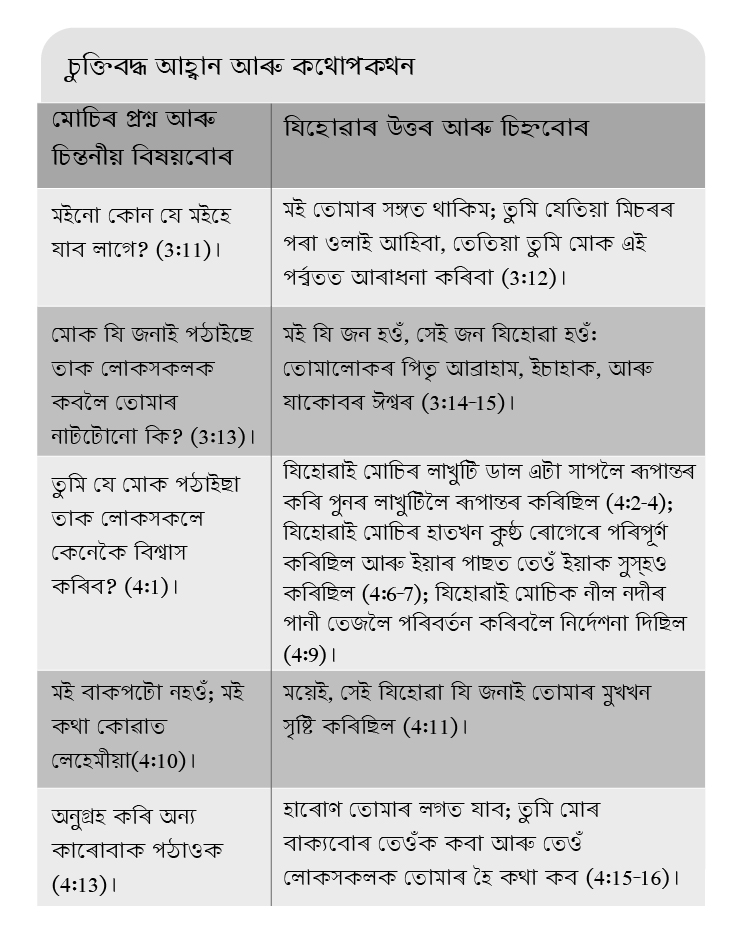 চুক্তিবদ্ধ আহ্বান আৰু কথোপকথন
মোচিৰ প্ৰশ্ন আৰু
চিন্তনীয় বিষয়বোৰ
যিহোৱাৰ উত্তৰ আৰু চিহ্নবোৰ
মইনো কোন যে মইহে
যাব লাগে? (3:11)।
মই তোমাৰ সঙ্গত থাকিম; তুমি যেতিয়া মিচৰৰ
পৰা ওলাই আহিবা, তেতিয়া তুমি মোক এই
পৰ্ব্বতত আৰাধনা কৰিবা (3:12)।
মোক যি জনাই পঠাইছে
তাক লোকসকলক
কবলৈ তোমাৰ
নাটটোনো কি? (3:13)।
মই যি জন হওঁ, সেই জন যিহোৱা হওঁ:
তোমালোকৰ পিতৃ আব্ৰাহাম, ইচাহাক, আৰু
যাকোবৰ ঈশ্বৰ (3:14-15)।
তুমি যে মোক পঠাইছা
তাক লোকসকলে
কেনেকৈ বিশ্বাস
কৰিব? (4:1)।
যিহোৱাই মোচিৰ লাখুটি ডাল এটা সাপলৈ ৰূপান্তৰ
কৰি পুনৰ লাখুটিলৈ ৰূপান্তৰ কৰিছিল (4:2-4);
যিহোৱাই মোচিৰ হাতখন কুষ্ঠ ৰোগেৰে পৰিপূৰ্ণ
কৰিছিল আৰু ইয়াৰ পাছত তেওঁ ইয়াক সুস্হও
কৰিছিল (4:6-7); যিহোৱাই মোচিক নীল নদীৰ
পানী তেজলৈ পৰিবৰ্তন কৰিবলৈ নিৰ্দেশনা দিছিল
(4:9)।
মই বাকপটো নহওঁ; মই
কথা কোৱাত
লেহেমীয়া(4:10)।
ময়েই, সেই যিহোৱা যি জনাই তোমাৰ মুখখন
সৃষ্টি কৰিছিল (4:11)।
অনুগ্ৰহ কৰি অন্য
কাৰোবাক পঠাওক
(4:13)।
হাৰোণ তোমাৰ লগত যাব; তুমি মোৰ
বাক্যবোৰ তেওঁক কবা আৰু তেওঁ
লোকসকলক তোমাৰ হৈ কথা কব (4:15-16)।